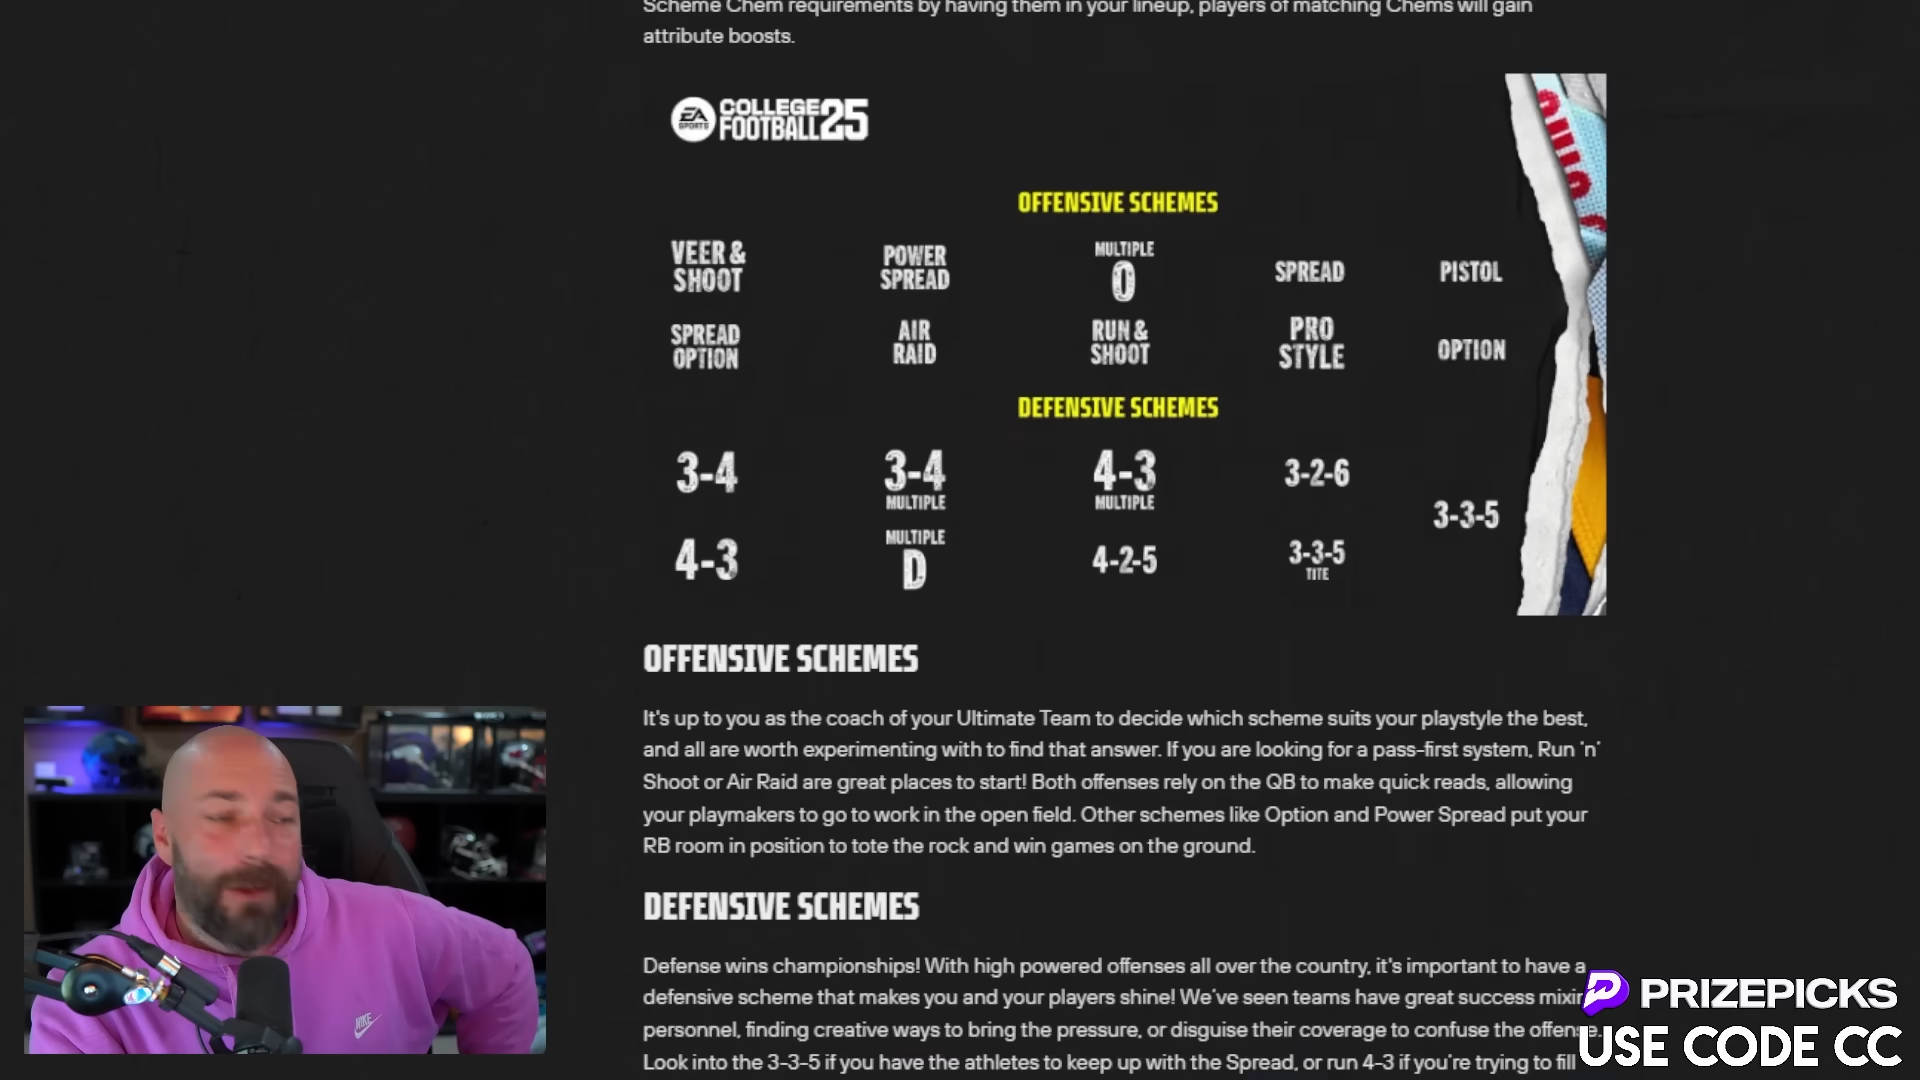 Scheme Chem requirements by having them in your lineup, players of matching Chems will gain
attribute boosts.
EA SPORTS COLLEGE FOOTBALL 25
OFFENSIVE SCHEMES
VEER & SHOOT
POWER SPREAD
MULTIPLE O
SPREAD
PISTOL
SPREAD OPTION
AIR RAID
RUN & SHOOT
PRO STYLE
OPTION
DEFENSIVE SCHEMES
3-4
3-4 MULTIPLE
4-3 MULTIPLE
3-2-6
3-3-5
4-3
MULTIPLE D
4-2-5
3-3-5 TITE
OFFENSIVE SCHEMES
It's up to you as the coach of your Ultimate Team to decide which scheme suits your playstyle the best,
and all are worth experimenting with to find that answer. If you are looking for a pass-first system, Run 'n'
Shoot or Air Raid are great places to start! Both offenses rely on the QB to make quick reads, allowing
your playmakers to go to work in the open field. Other schemes like Option and Power Spread put your
RB room in position to tote the rock and win games on the ground.
DEFENSIVE SCHEMES
Defense wins championships! With high powered offenses all over the country, it's important to have a
defensive scheme that makes you and your players shine! We've seen teams have great success
personnel, finding creative ways to bring the pressure, or disguise their coverage to confuse the
Look into the 3-3-5 if you have the athletes to keep up with the Spread, or run 4-3 if you're trying to fill
NIKE
PRIZEPICKS
USE CODE CC